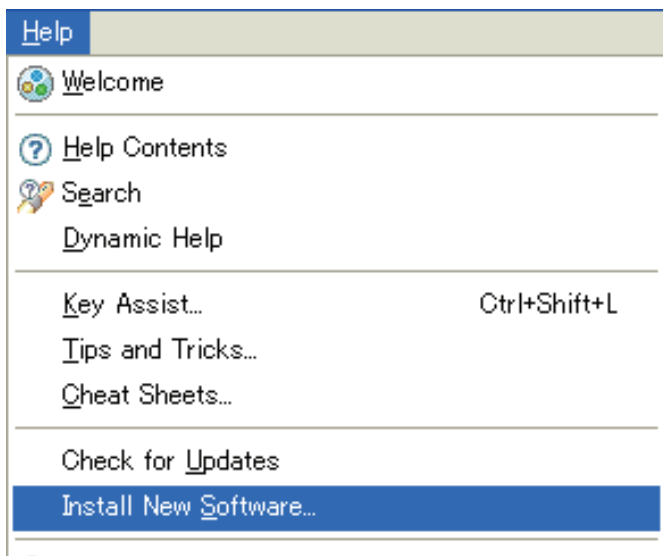 Help
Welcome
Help Contents
Search
Dynamic Help
Key Assist... Ctrl+Shift+L
Tips and Tricks...
Cheat Sheets...
Check for Updates
Install New Software...